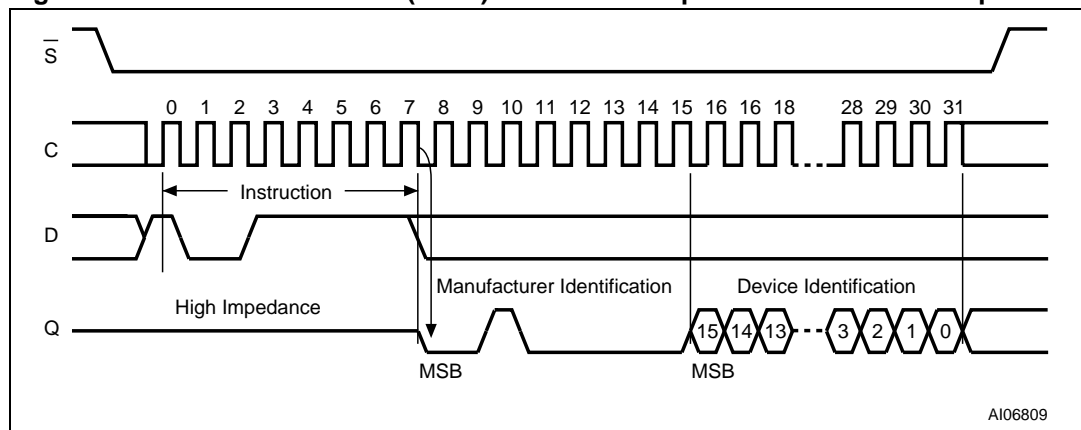 S
0 1 2 3 4 5 6 7 8 9 10 11 12 13 14 15 16 16 18 28 29 30 31
C
Instruction
D
Manufacturer Identification Device Identification
High Impedance
Q 15 14 13 3 2 1 0
MSB MSB
AI06809